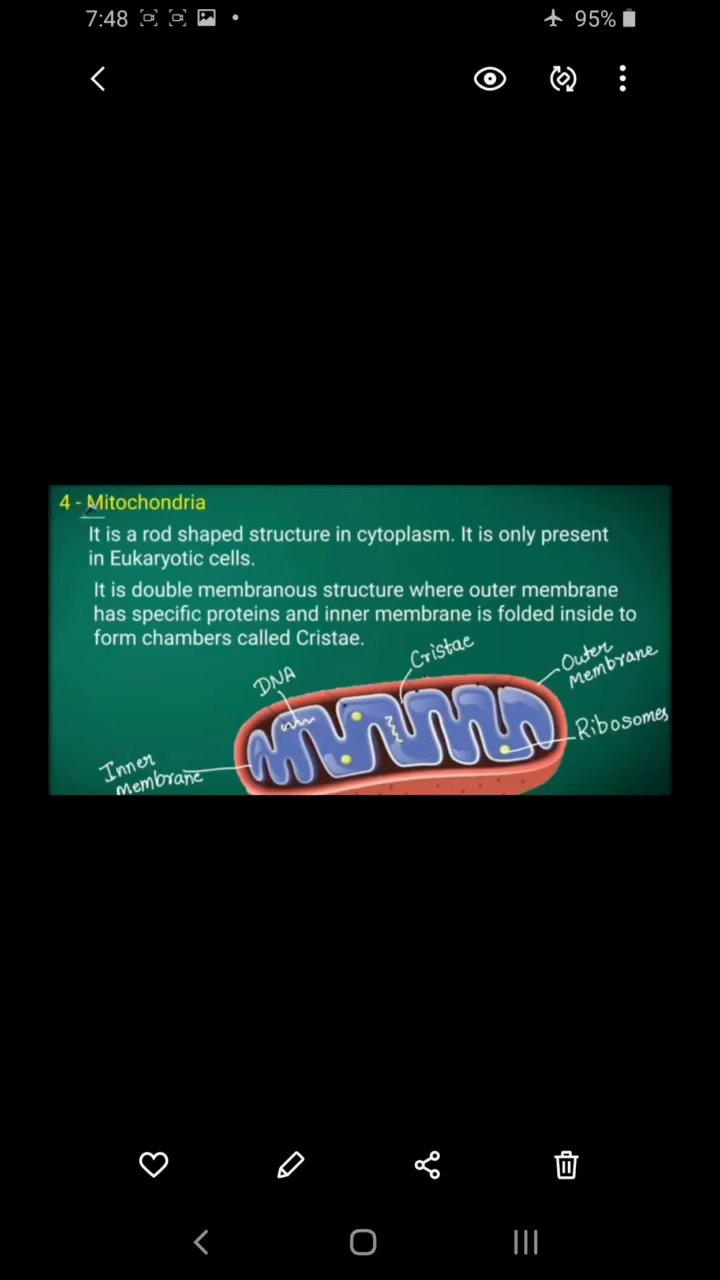 7:48 95%
4 - Mitochondria
It is a rod shaped structure in cytoplasm. It is only present
in Eukaryotic cells.
It is double membranous structure where outer membrane
has specific proteins and inner membrane is folded inside to
form chambers called Cristae.
DNA
Cristae
Outer
Membrane
Ribosomes
Inner
Membrane